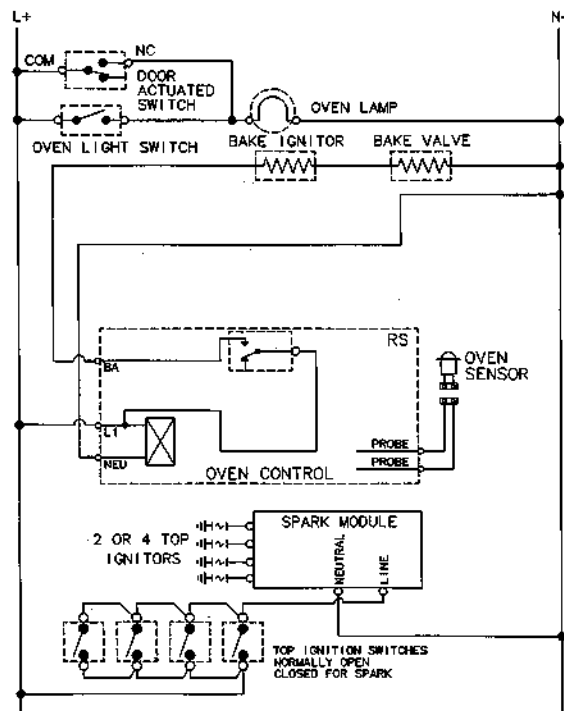 L+
N-
COM
NC
DOOR
ACTUATED
SWITCH
OVEN LAMP
OVEN LIGHT SWITCH
BAKE IGNITOR
BAKE VALVE
RS
BA
OVEN
SENSOR
L1
NEU
PROBE
PROBE
OVEN CONTROL
2 OR 4 TOP
IGNITORS
SPARK MODULE
NEUTRAL
LINE
TOP IGNITION SWITCHES
NORMALLY OPEN
CLOSED FOR SPARK